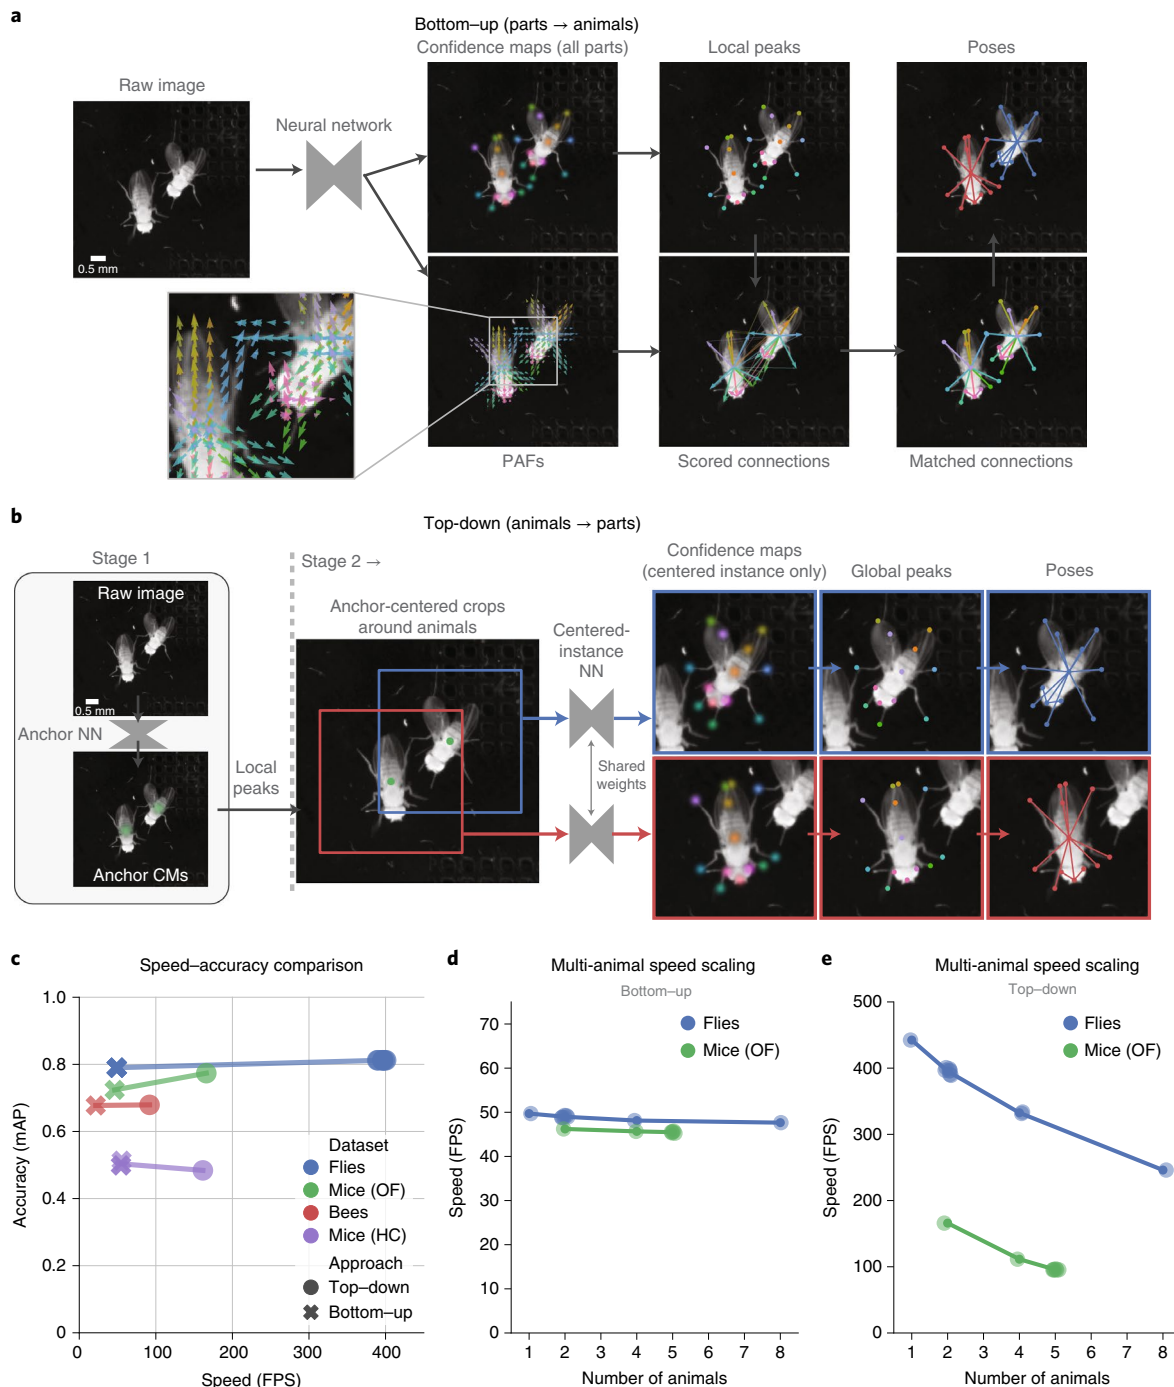 a
Bottom–up (parts → animals)
Confidence maps (all parts)
Local peaks
Poses
Raw image
Neural network
0.5 mm
PAFs
Scored connections
Matched connections
b
Top-down (animals → parts)
Stage 1
Stage 2 →
Confidence maps
(centered instance only)
Global peaks
Poses
Raw image
Anchor-centered crops
around animals
Centered-
instance
NN
0.5 mm
Anchor NN
Local
peaks
Shared
weights
Anchor CMs
c
Speed–accuracy comparison
Accuracy (mAP)
1.0
0.8
0.6
0.4
0.2
0
0
100
200
300
400
Speed (FPS)
Dataset
Flies
Mice (OF)
Bees
Mice (HC)
Approach
Top–down
Bottom–up
d
Multi-animal speed scaling
Bottom–up
Flies
Mice (OF)
Speed (FPS)
70
60
50
40
30
20
10
0
1 2 3 4 5 6 7 8
Number of animals
e
Multi-animal speed scaling
Top–down
Flies
Mice (OF)
Speed (FPS)
500
400
300
200
100
0
1 2 3 4 5 6 7 8
Number of animals